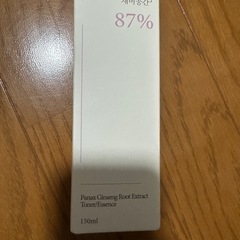 87%
Panax Ginseng Root Extract
Toner/Essence
150ml